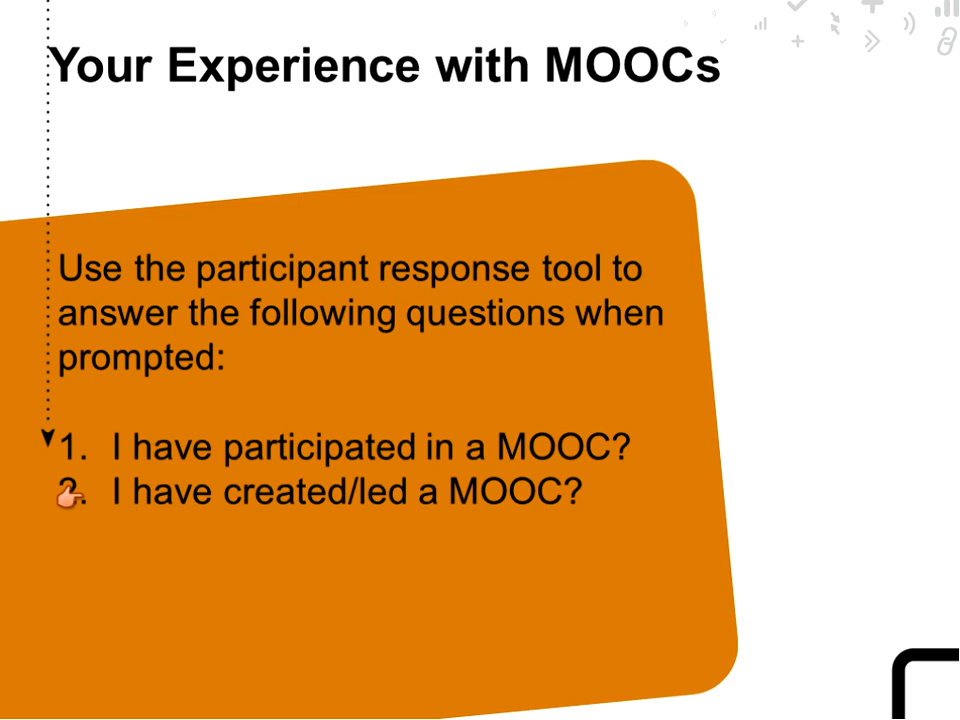 Your Experience with MOOCs
Use the participant response tool to
answer the following questions when
prompted:
1. I have participated in a MOOC?
2. I have created/led a MOOC?